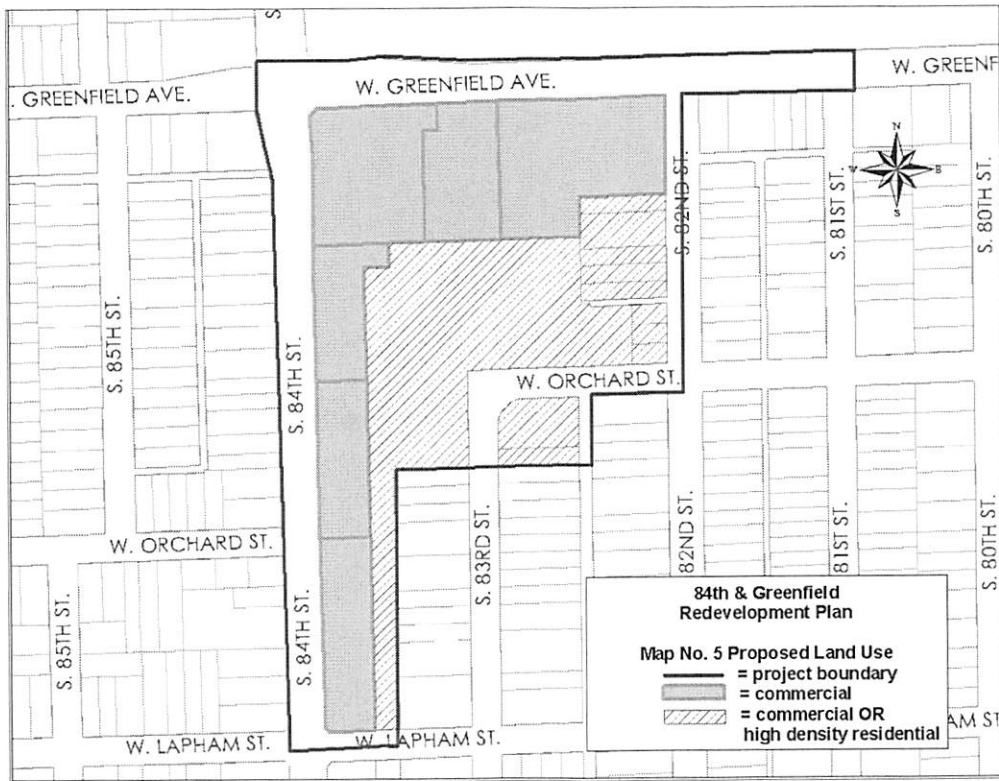 S
W. GREENFIELD AVE.
W. GREENF
. GREENFIELD AVE.
N
W
E
S
S. 82ND ST.
S. 81ST ST.
S. 80TH ST.
S. 85TH ST.
S. 84TH ST.
W. ORCHARD ST.
W. ORCHARD ST.
S. 83RD ST.
82ND ST.
81ST ST.
S. 80TH ST.
S. 85TH ST.
S. 84TH ST.
84th & Greenfield
Redevelopment Plan
Map No. 5 Proposed Land Use
= project boundary
= commercial
= commercial OR
high density residential
AM ST.
W. LAPHAM ST.
W. LAPHAM ST.